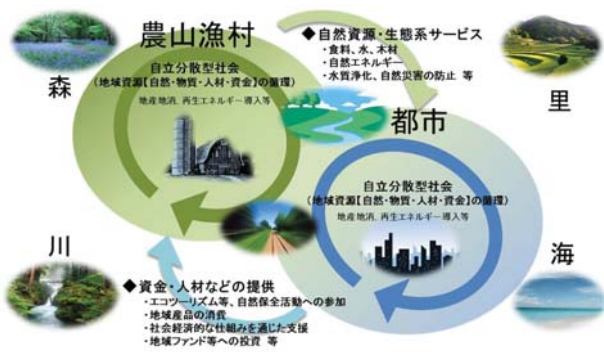 農山漁村
森
自立分散型社会
(地域資源【自然・物質・人材・資金】の循環)
地産地消、再生エネルギー導入等
◆自然資源・生態系サービス
・食料、水、木材
・自然エネルギー
・水質浄化、自然災害の防止 等
里
都市
自立分散型社会
(地域資源【自然・物質・人材・資金】の循環)
地産地消、再生エネルギー導入等
川
◆資金・人材などの提供
・エコツーリズム等、自然保全活動への参加
・地域産品の消費
・社会経済的な仕組みを通じた支援
・地域ファンド等への投資 等
海